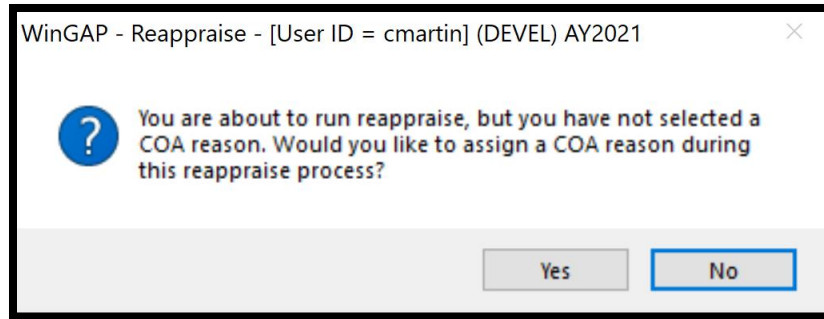 WinGAP - Reappraise - [User ID = cmartin] (DEVEL) AY2021
You are about to run reappraise, but you have not selected a
COA reason. Would you like to assign a COA reason during
this reappraise process?
Yes
No